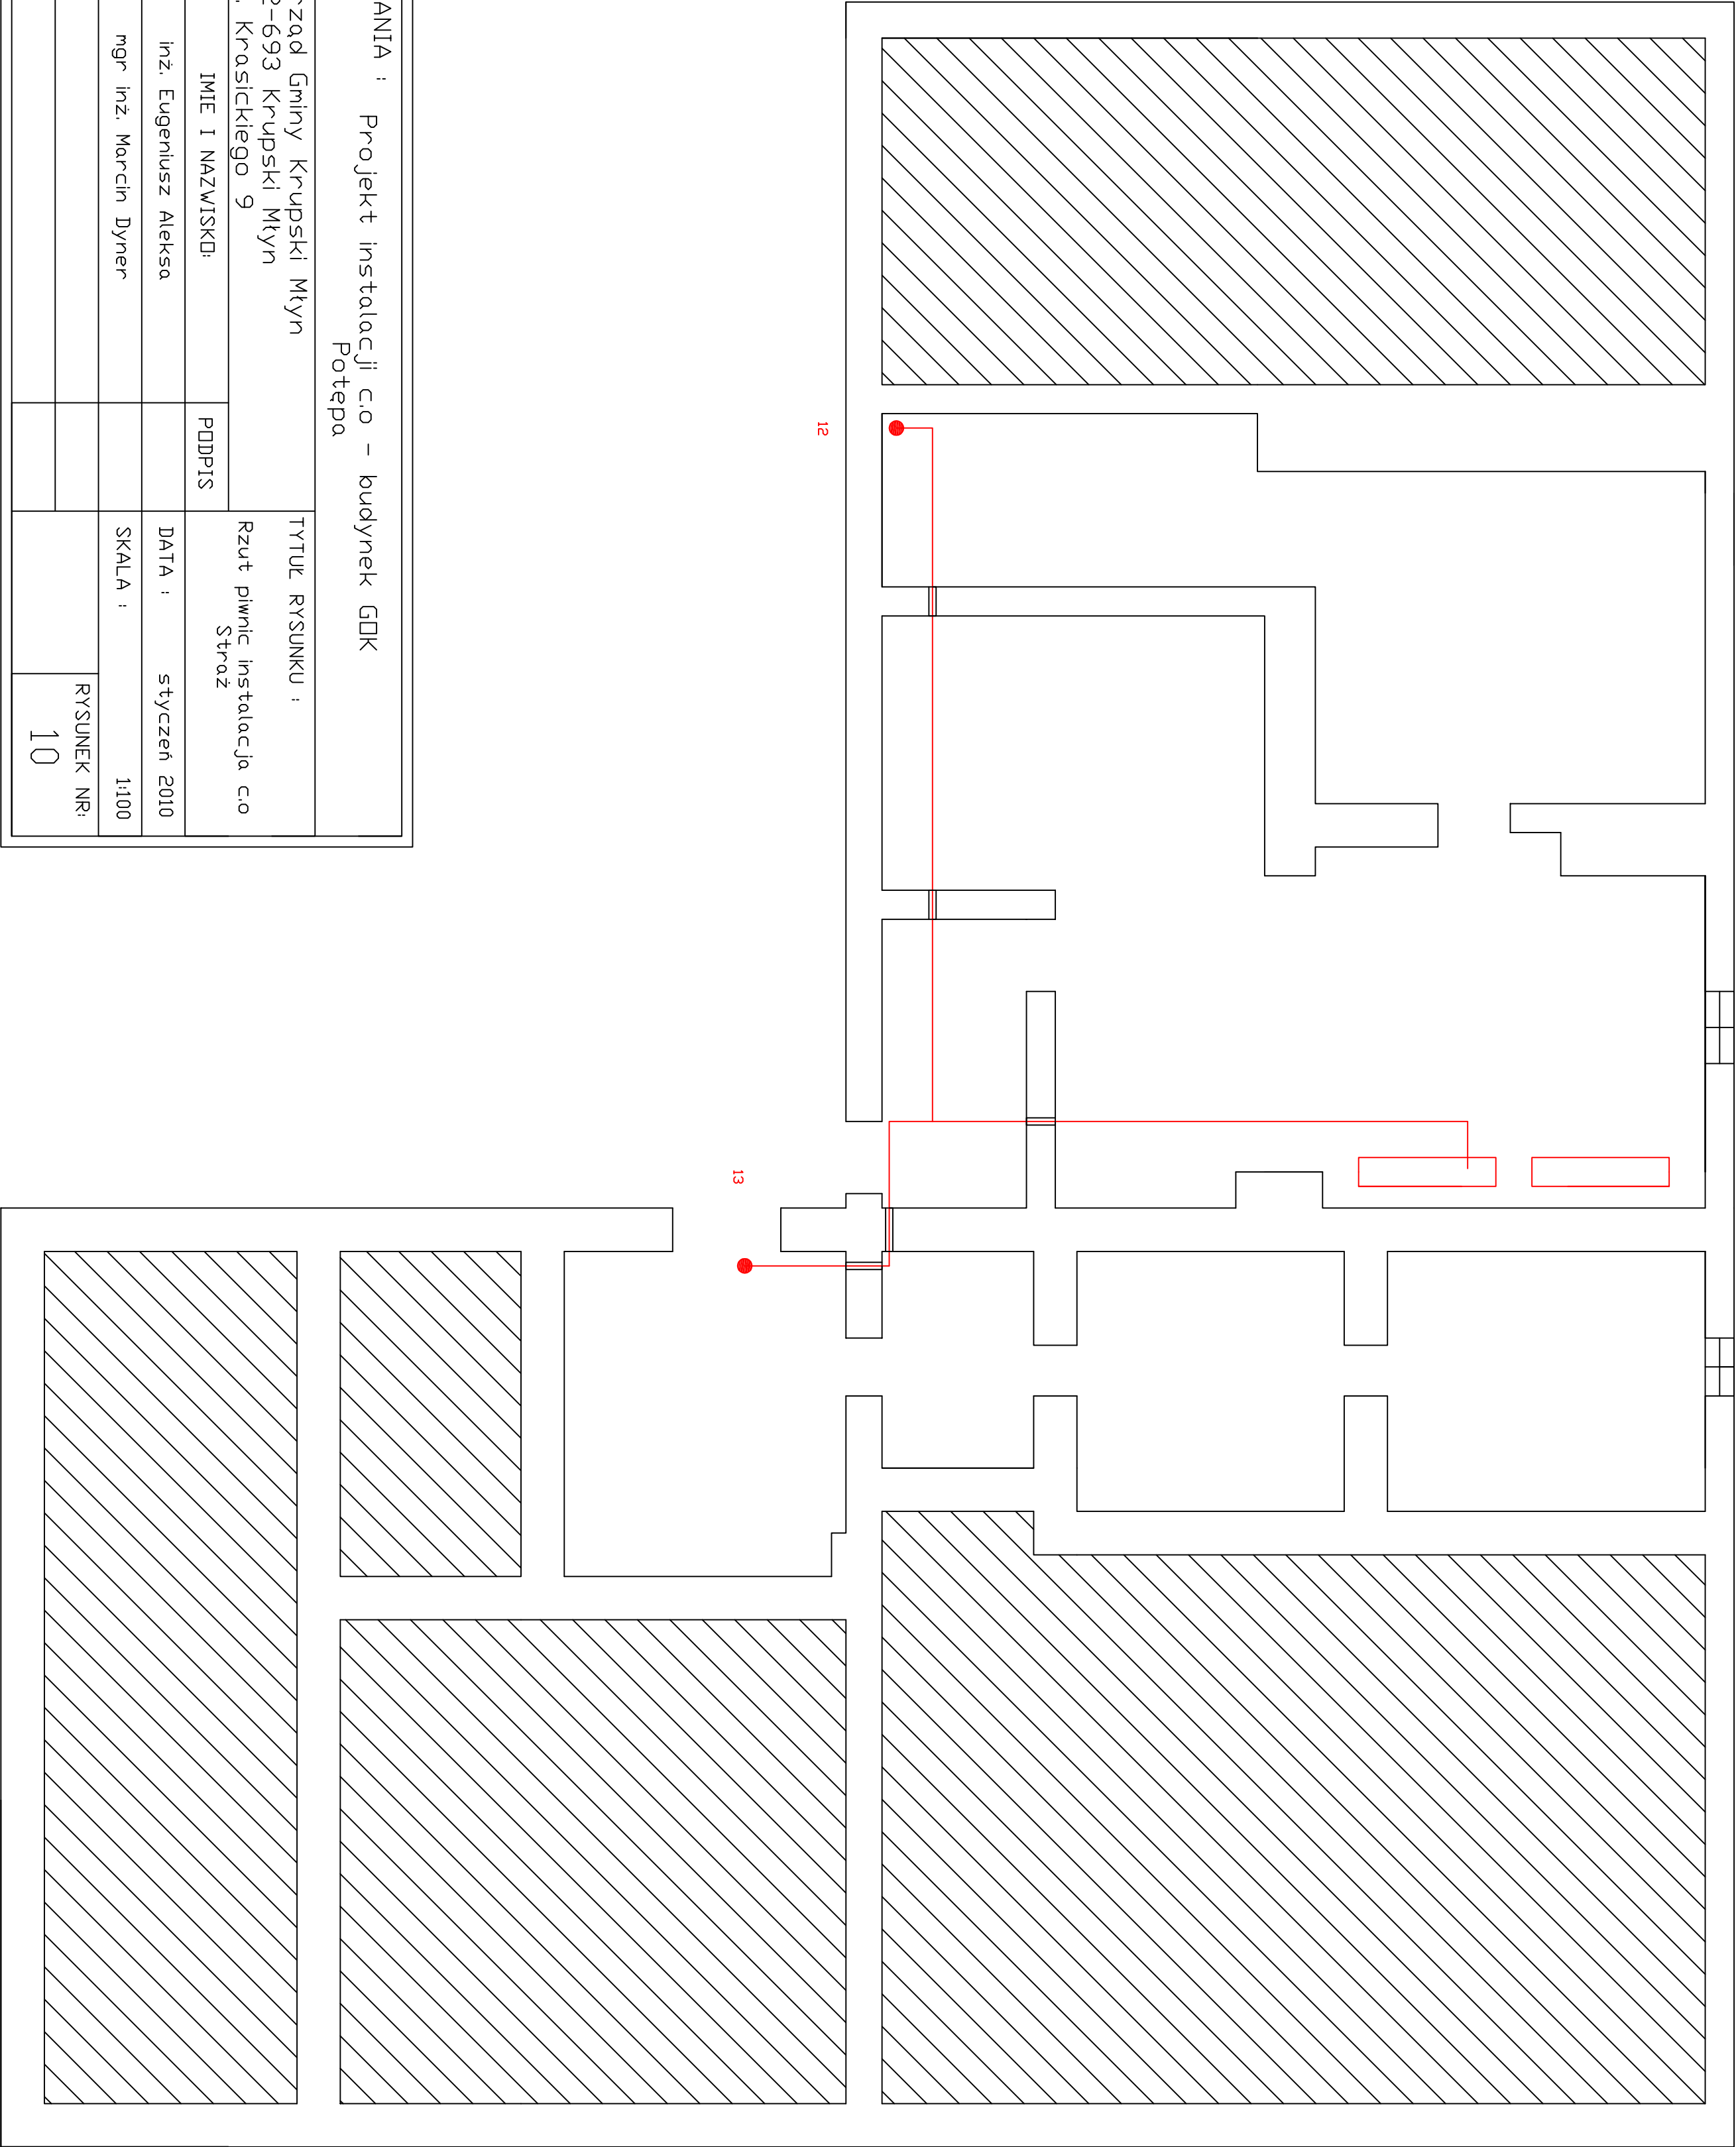 ANIA :
Projekt instalacji c.o - budynek GOK
Potępa
rząd Gminy Krupski Młyn
2-693 Krupski Młyn
. Krasickiego 9
TYTUŁ RYSUNKU :
Rzut piwnic instalacja c.o
Straż
IMIE I NAZWISKO:
PODPIS
inż. Eugeniusz Aleksa
DATA :
styczeń 2010
mgr inż. Marcin Dyner
SKALA :
1:100
RYSUNEK NR:
10
12
13